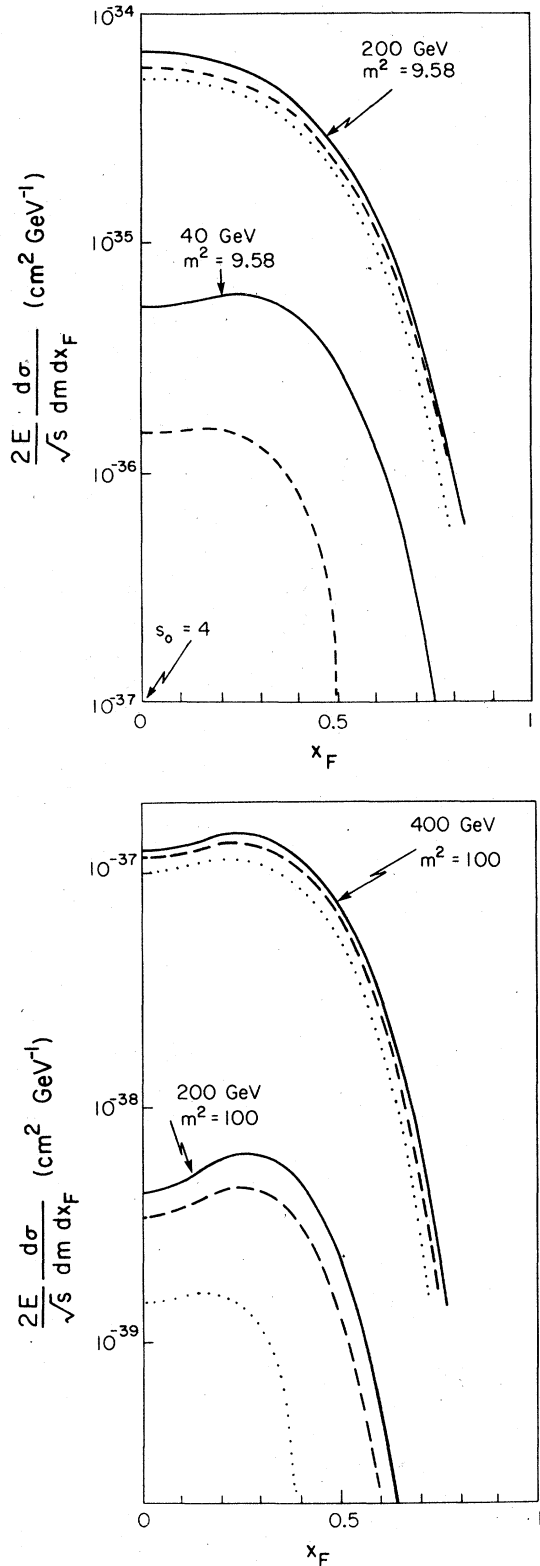 10⁻³⁴
200 GeV
m² = 9.58
10⁻³⁵
40 GeV
m² = 9.58
2E/√s dσ/dm dx_F (cm² GeV⁻¹)
10⁻³⁶
s₀ = 4
10⁻³⁷
0 0.5 1
x_F
400 GeV
m² = 100
10⁻³⁷
2E/√s dσ/dm dx_F (cm² GeV⁻¹)
10⁻³⁸
200 GeV
m² = 100
10⁻³⁹
0 0.5 1
x_F